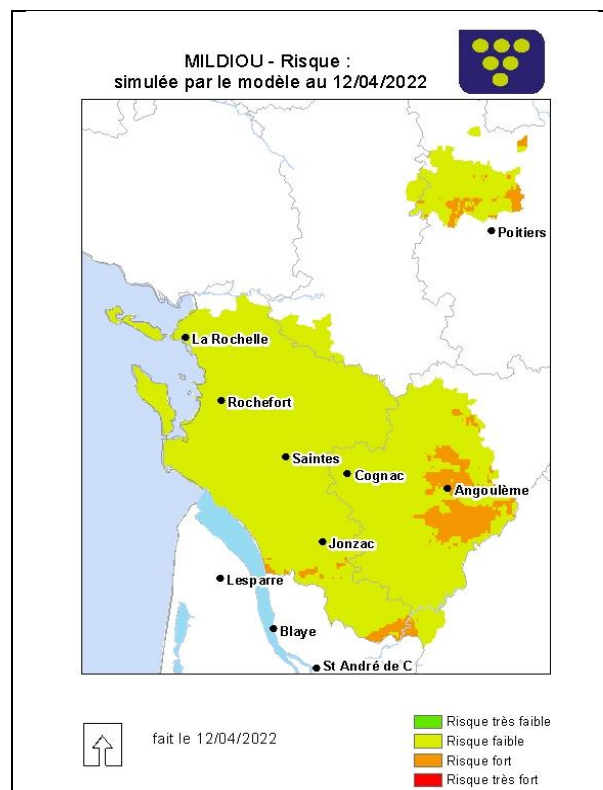 MILDIOU - Risque :
simulée par le modèle au 12/04/2022
Poitiers
La Rochelle
Rochefort
Saintes
Cognac
Angoulême
Jonzac
Lesparre
Blaye
St André de C
fait le 12/04/2022
Risque très faible
Risque faible
Risque fort
Risque très fort